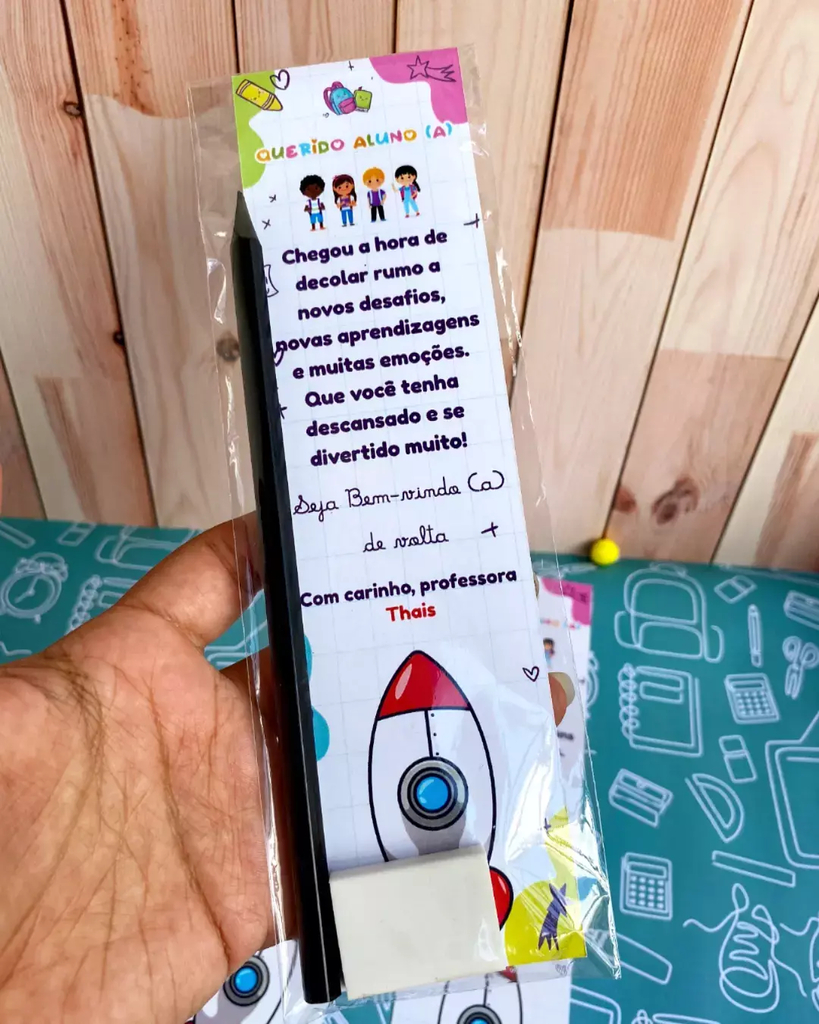 QUERIDO ALUNO (A)
Chegou a hora de
decolar rumo a
novos desafios,
novas aprendizagens
e muitas emoções.
Que você tenha
descansado e se
divertido muito!
Seja Bem-vindo (a)
de volta
Com carinho, professora
Thais